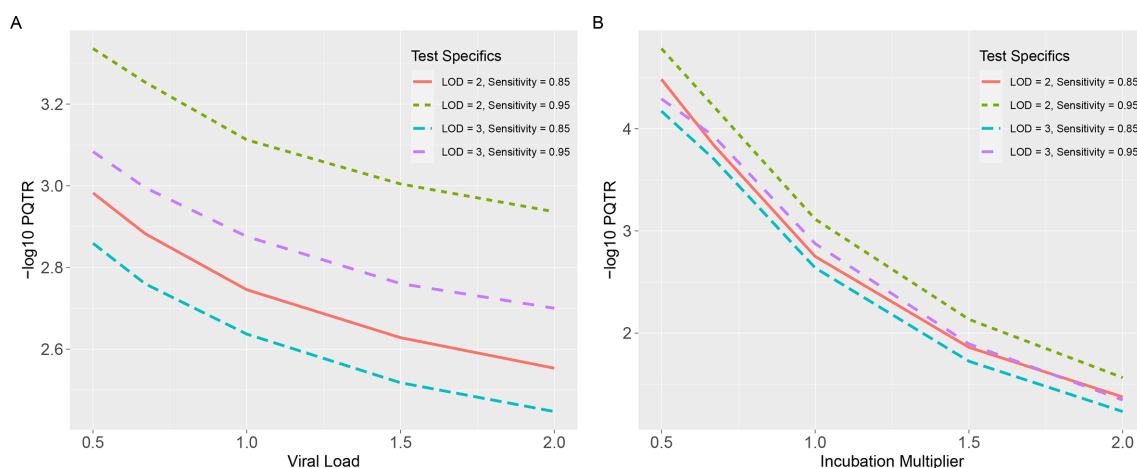 A
Test Specifics
LOD = 2, Sensitivity = 0.85
LOD = 2, Sensitivity = 0.95
LOD = 3, Sensitivity = 0.85
LOD = 3, Sensitivity = 0.95
−log10 PQTR
3.2
3.0
2.8
2.6
0.5
1.0
1.5
2.0
Viral Load
B
Test Specifics
LOD = 2, Sensitivity = 0.85
LOD = 2, Sensitivity = 0.95
LOD = 3, Sensitivity = 0.85
LOD = 3, Sensitivity = 0.95
−log10 PQTR
4
3
2
0.5
1.0
1.5
2.0
Incubation Multiplier